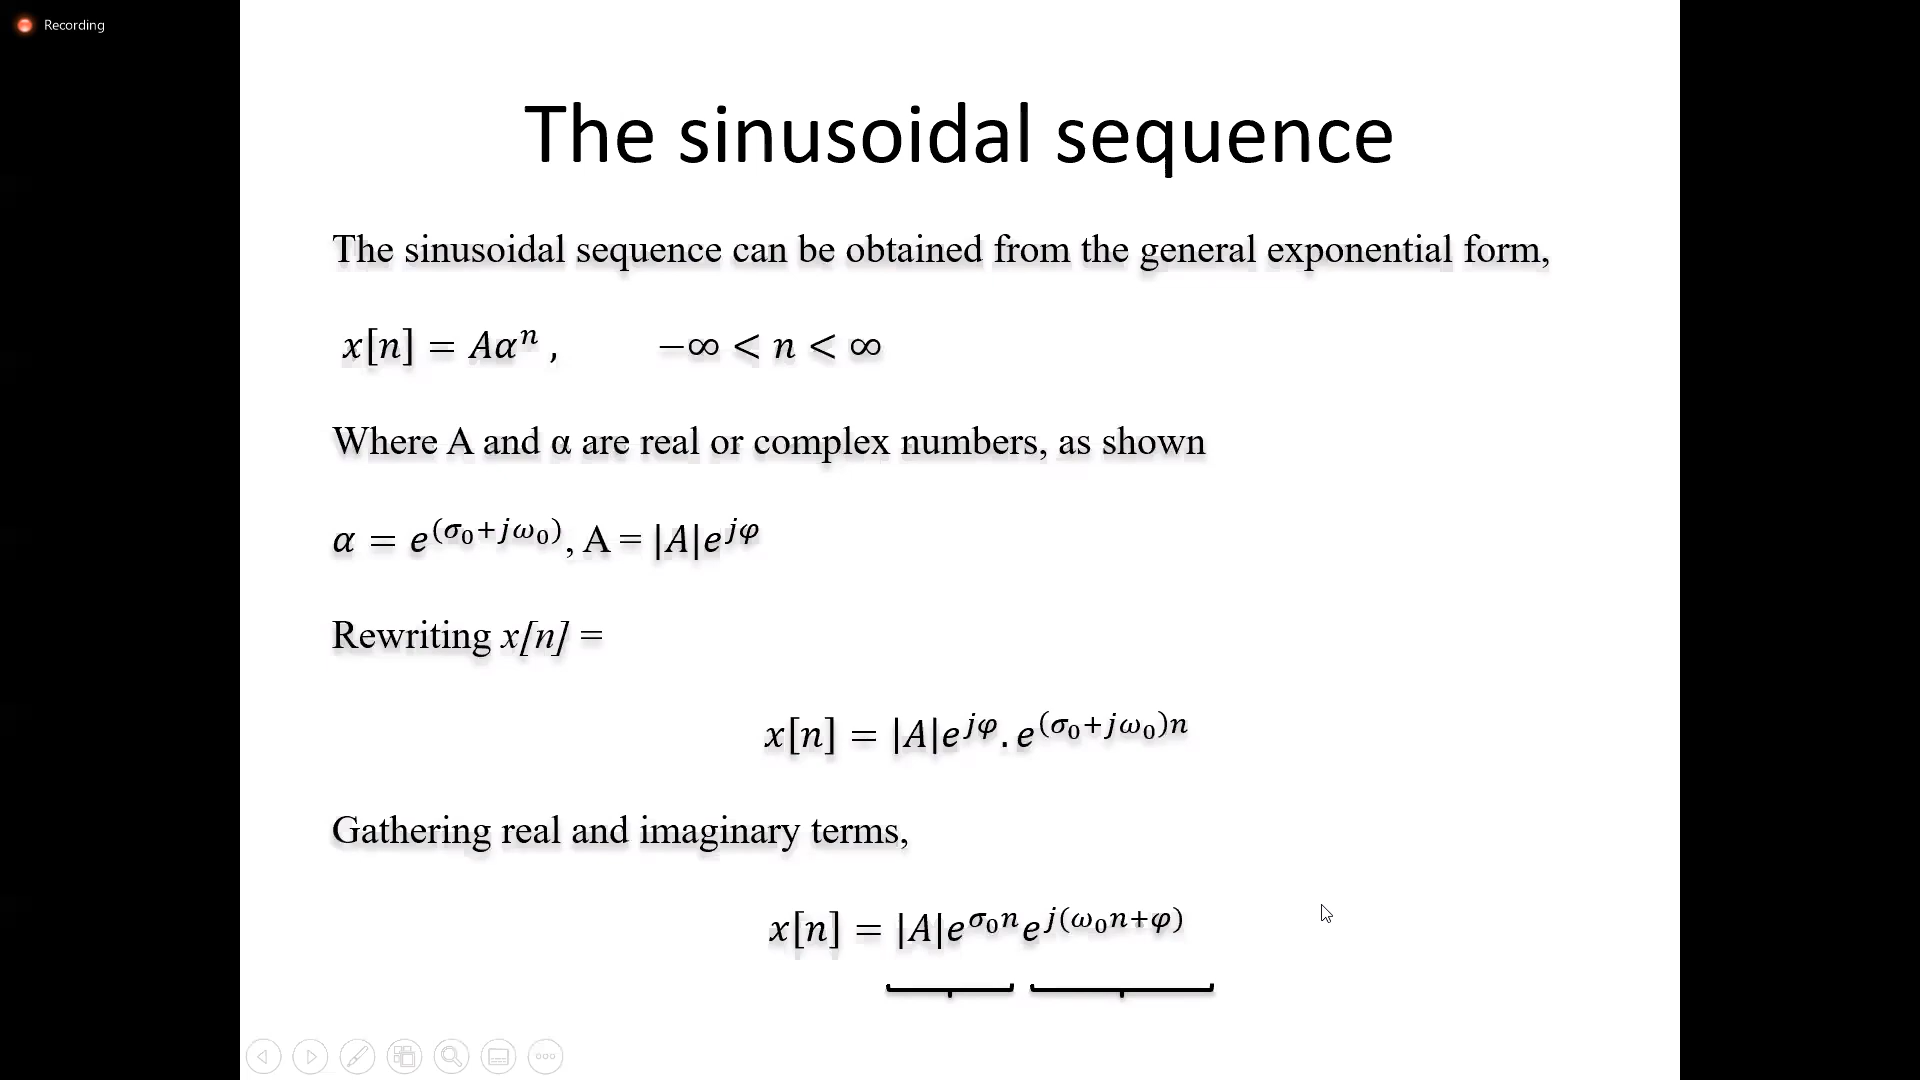 Recording
The sinusoidal sequence
The sinusoidal sequence can be obtained from the general exponential form,
x[n] = Aαⁿ , −∞ < n < ∞
Where A and α are real or complex numbers, as shown
α = e^(σ₀+jω₀), A = |A|e^jφ
Rewriting x[n] =
x[n] = |A|e^jφ . e^(σ₀+jω₀)n
Gathering real and imaginary terms,
x[n] = |A|e^σ₀n e^j(ω₀n+φ)